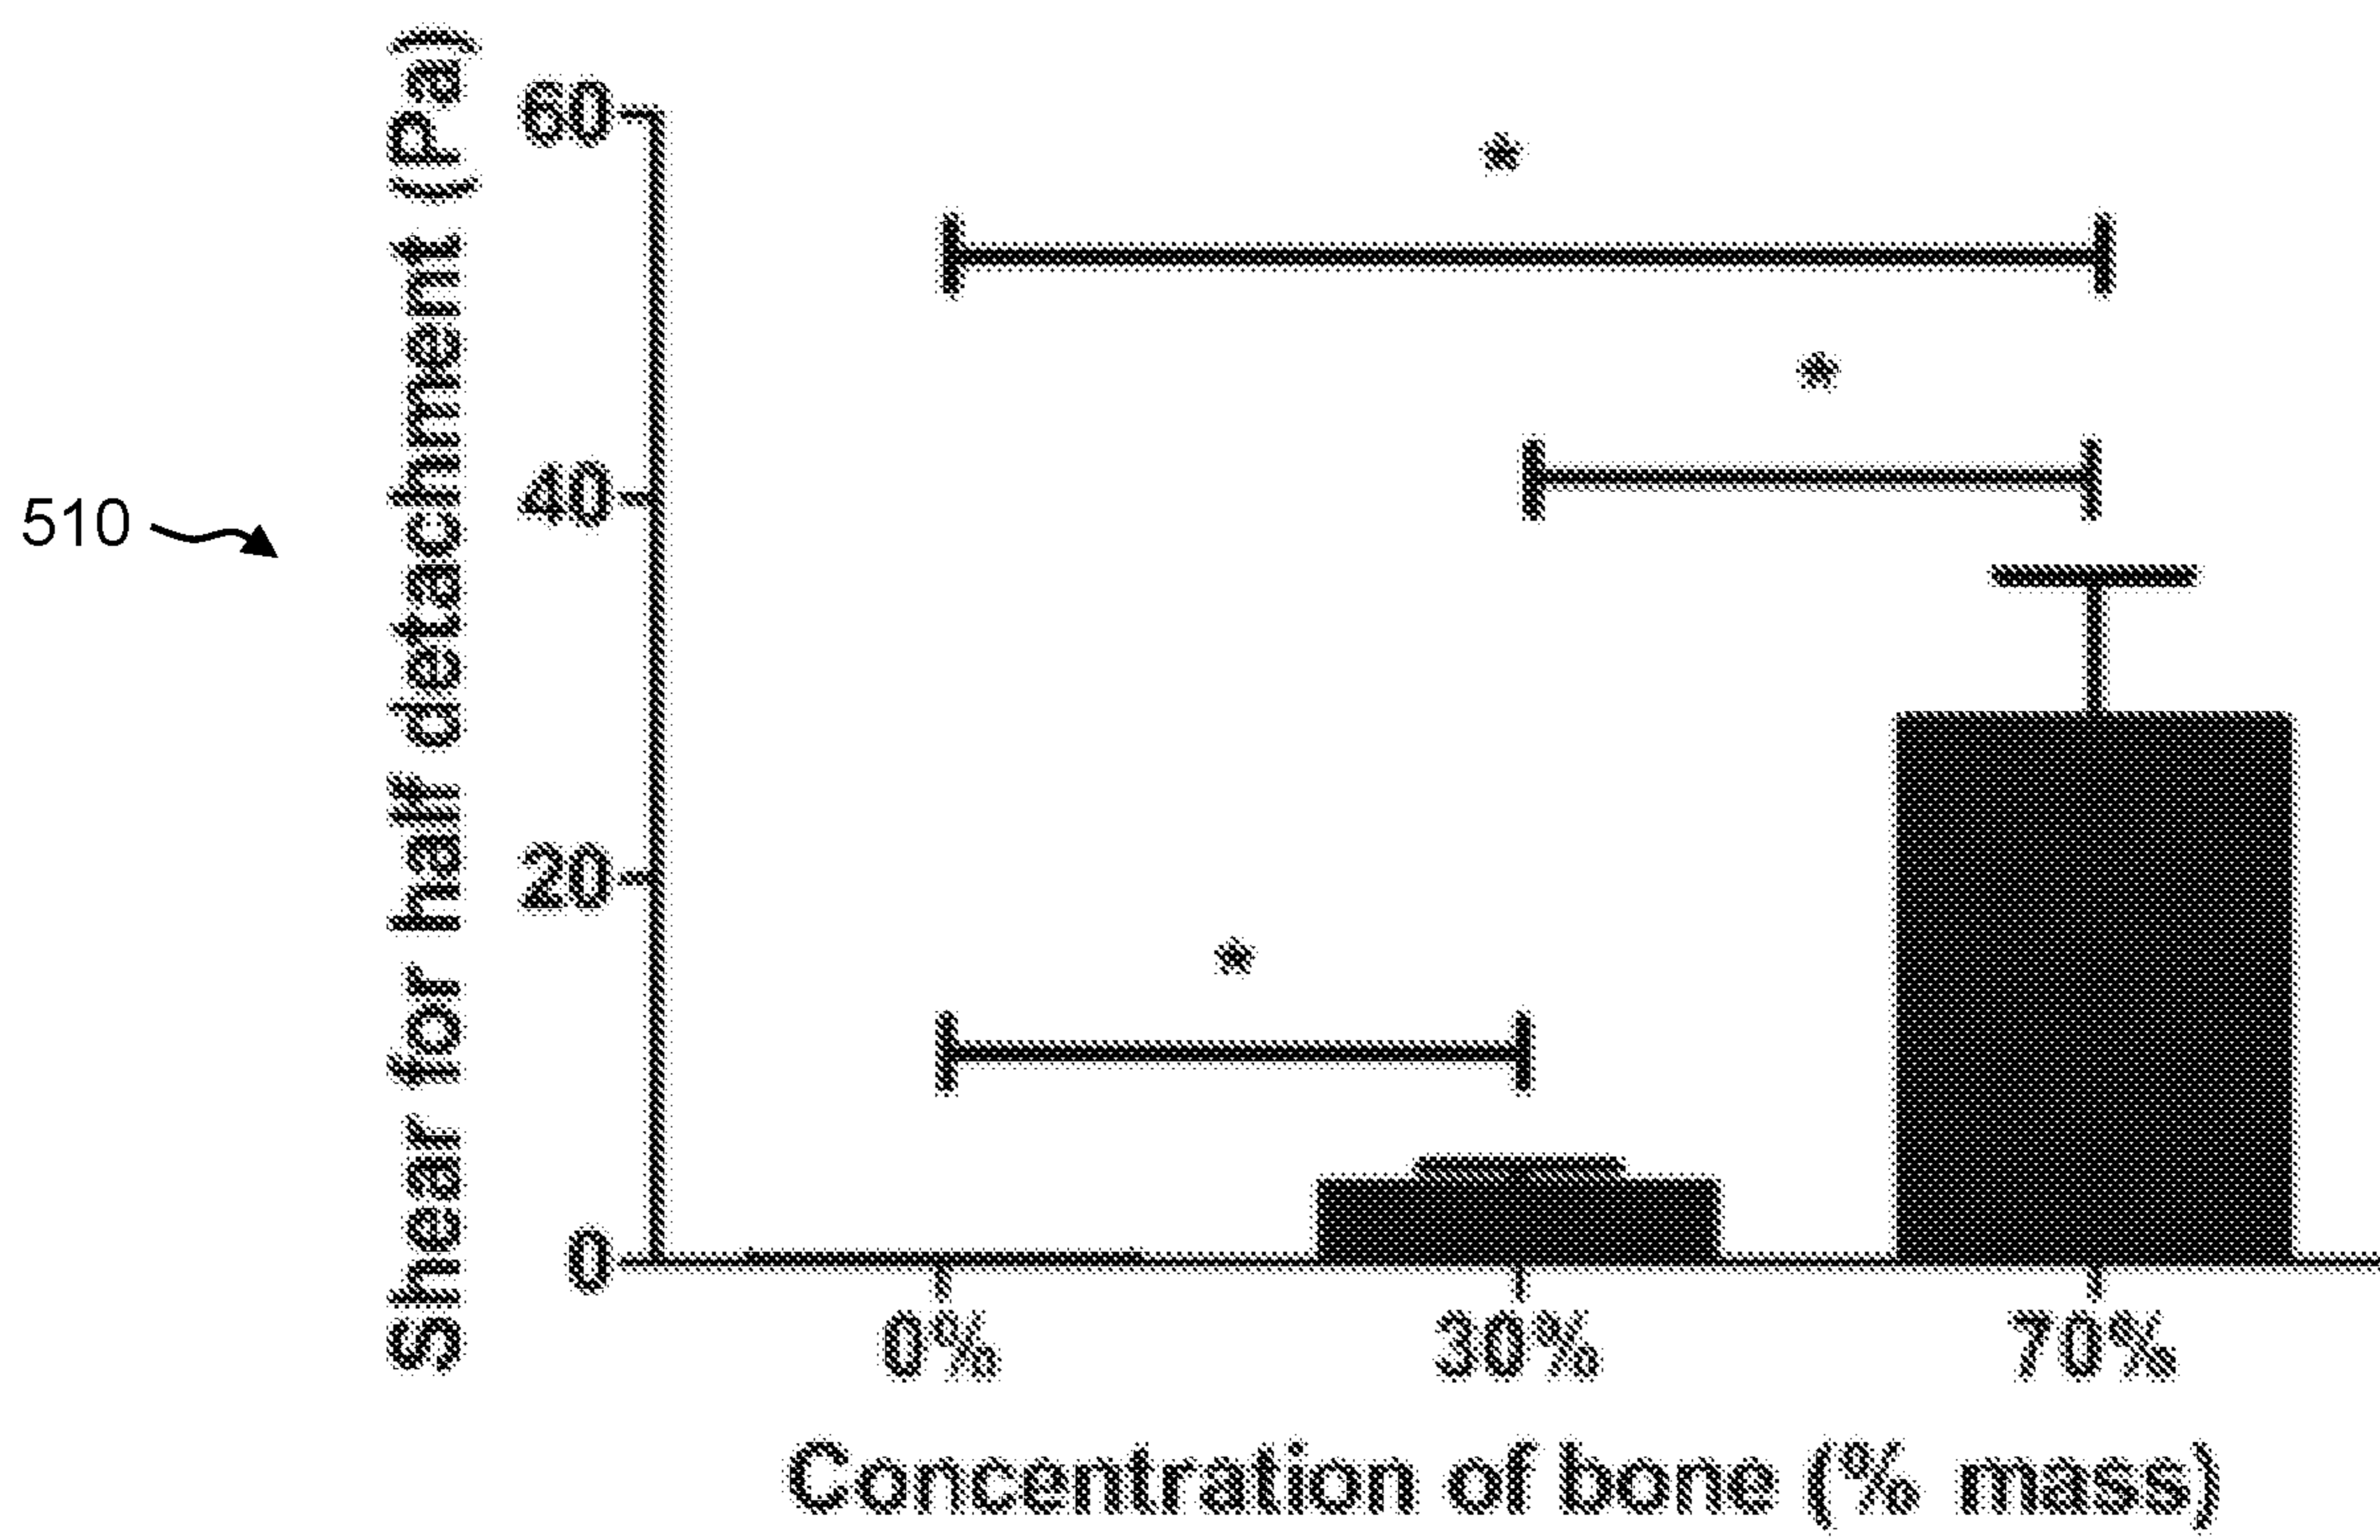 510
Shear for half detachment (Pa)
60
40
20
0
*
*
*
0% 30% 70%
Concentration of bone (% mass)